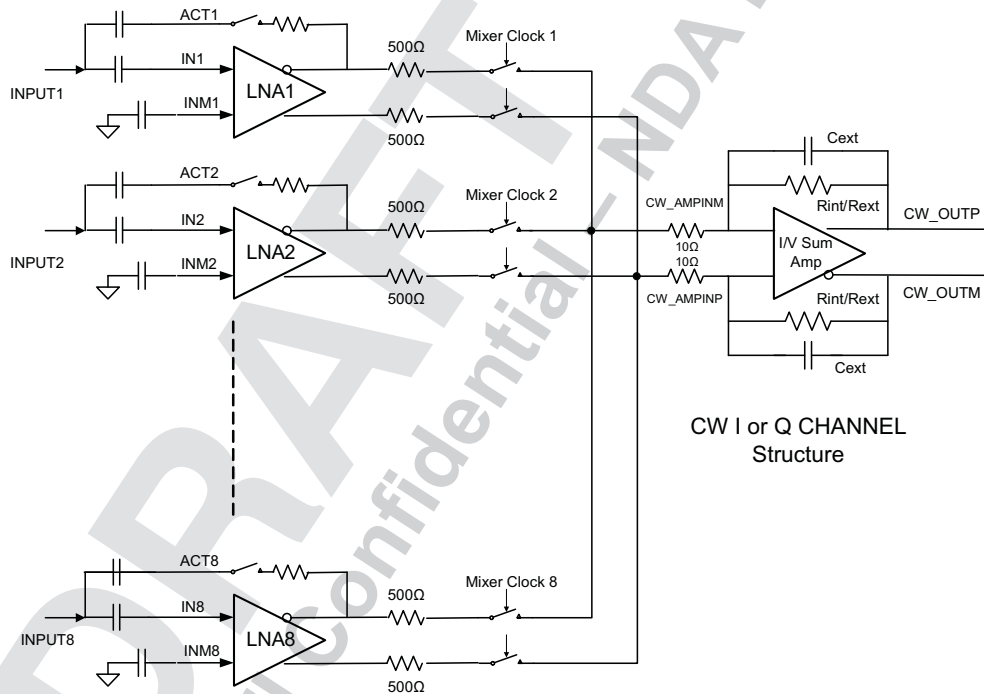 ACT1
500Ω
Mixer Clock 1
IN1
INPUT1
LNA1
INM1
500Ω
ACT2
500Ω
Mixer Clock 2
IN2
INPUT2
LNA2
INM2
500Ω
Cext
Rint/Rext
CW_AMPINM
10Ω
10Ω
CW_AMPINP
I/V Sum
Amp
CW_OUTP
CW_OUTM
Rint/Rext
Cext
CW I or Q CHANNEL
Structure
ACT8
500Ω
Mixer Clock 8
IN8
INPUT8
LNA8
INM8
500Ω
DRAFT
Confidential – NDA